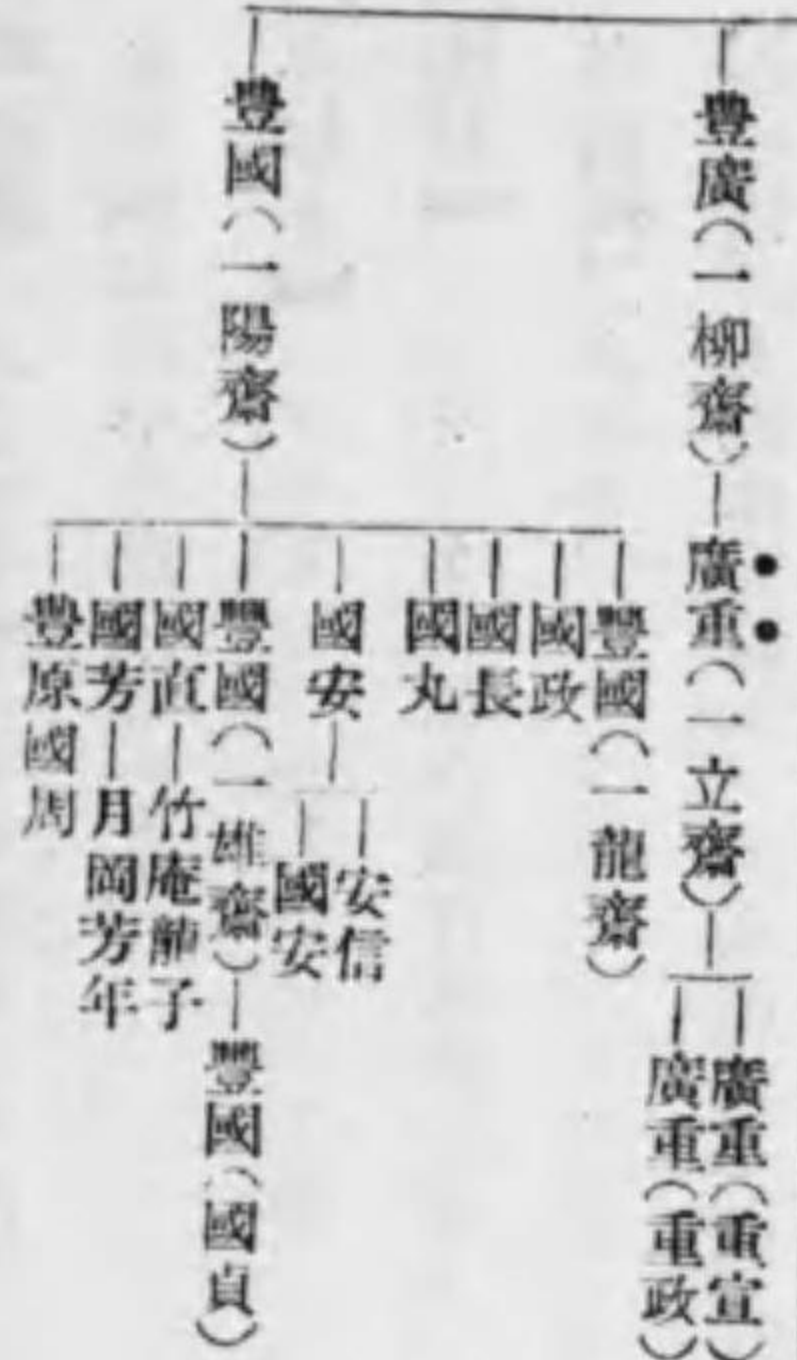 豐廣（一柳齋）
廣重（一立齋）
廣重（重宣）
廣重（重政）
豐國（一陽齋）
豐國（一龍齋）
國政
國長
國丸
國安
安信
國安
豐國（一雄齋）
豐國（國貞）
國直
竹庵 子
國芳
月岡芳年
豐原國周